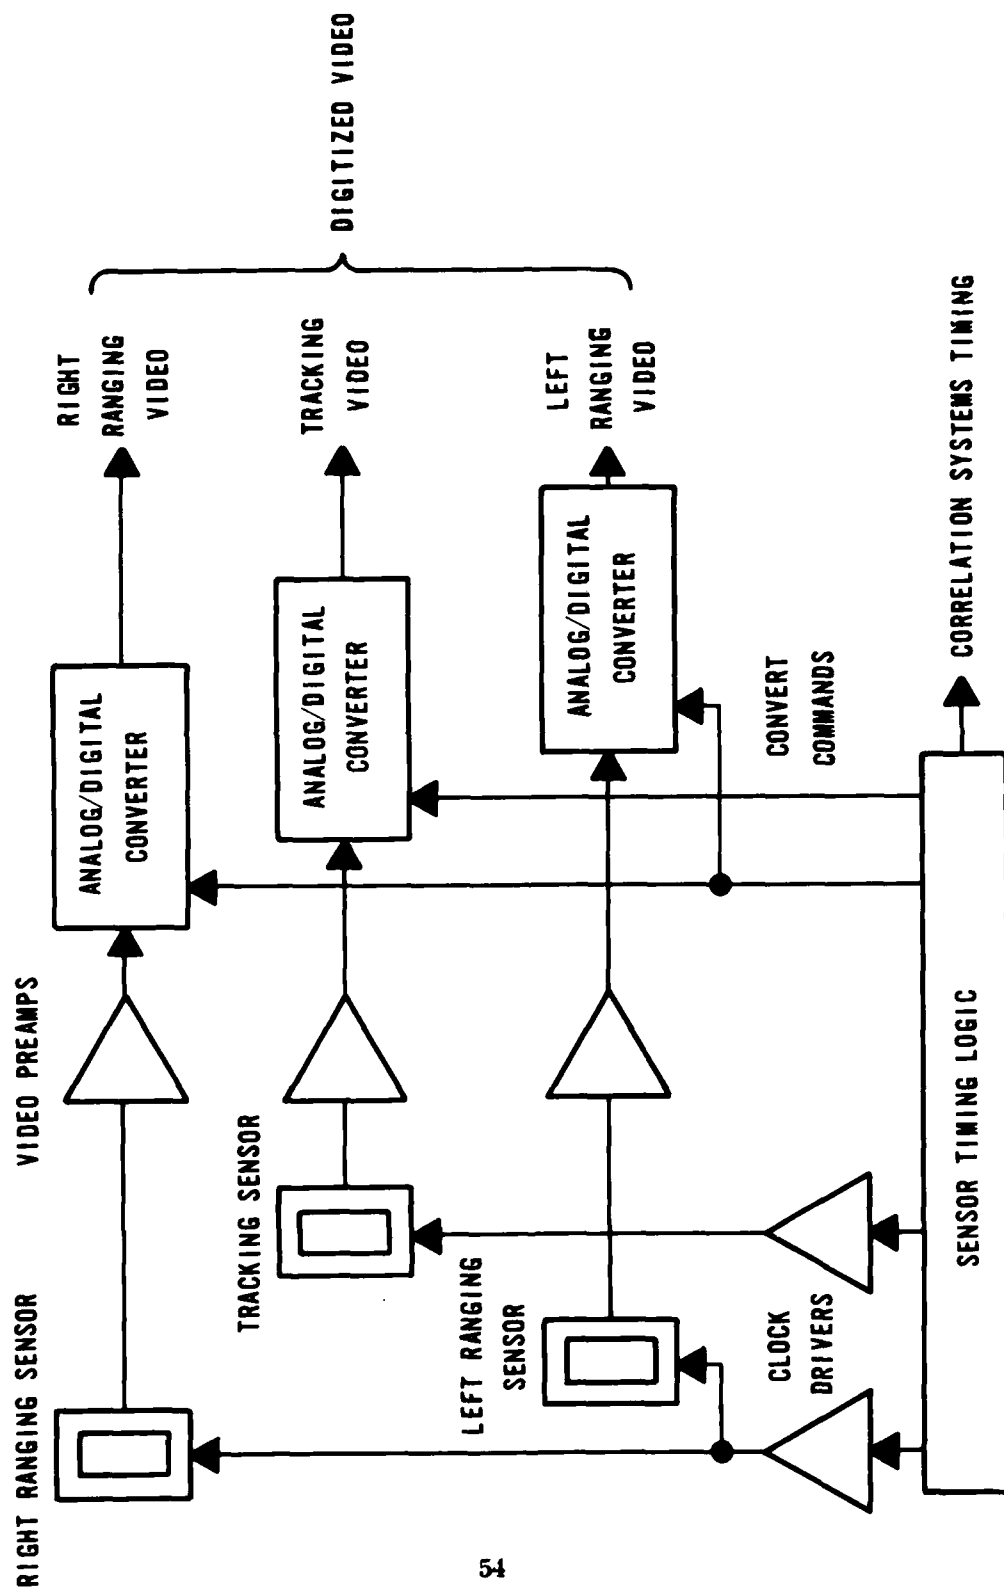 RIGHT RANGING SENSOR
VIDEO PREAMPS
ANALOG/DIGITAL
CONVERTER
RIGHT
RANGING
VIDEO
TRACKING SENSOR
ANALOG/DIGITAL
CONVERTER
TRACKING
VIDEO
DIGITIZED VIDEO
LEFT RANGING
SENSOR
ANALOG/DIGITAL
CONVERTER
LEFT
RANGING
VIDEO
CLOCK
DRIVERS
CONVERT
COMMANDS
SENSOR TIMING LOGIC
CORRELATION SYSTEMS TIMING
54